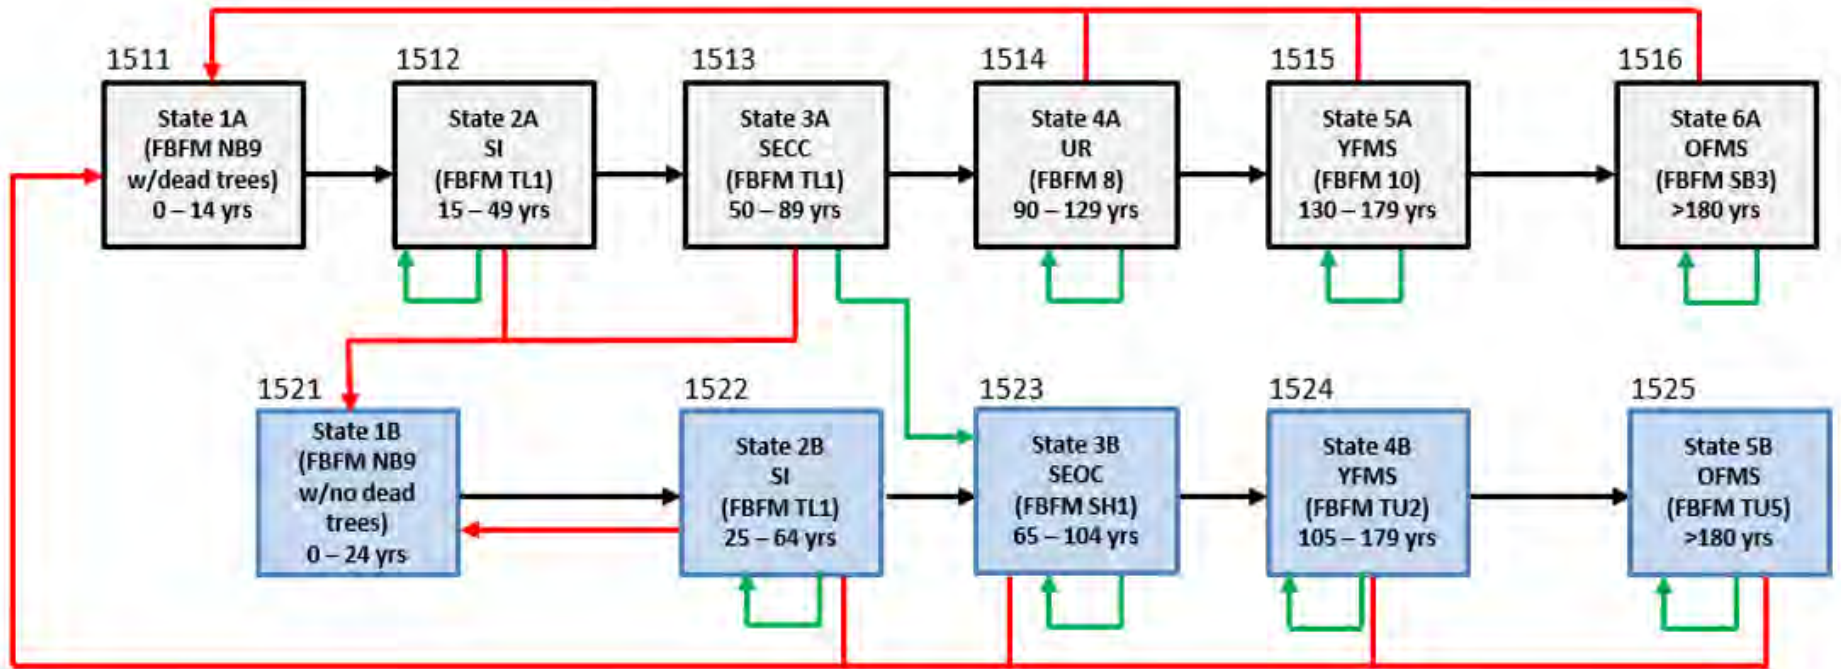 1511
State 1A
(FBFM NB9
w/dead trees)
0 – 14 yrs
1512
State 2A
SI
(FBFM TL1)
15 – 49 yrs
1513
State 3A
SECC
(FBFM TL1)
50 – 89 yrs
1514
State 4A
UR
(FBFM 8)
90 – 129 yrs
1515
State 5A
YFMS
(FBFM 10)
130 – 179 yrs
1516
State 6A
OFMS
(FBFM SB3)
>180 yrs
1521
State 1B
(FBFM NB9
w/no dead
trees)
0 – 24 yrs
1522
State 2B
SI
(FBFM TL1)
25 – 64 yrs
1523
State 3B
SEOC
(FBFM SH1)
65 – 104 yrs
1524
State 4B
YFMS
(FBFM TU2)
105 – 179 yrs
1525
State 5B
OFMS
(FBFM TU5)
>180 yrs